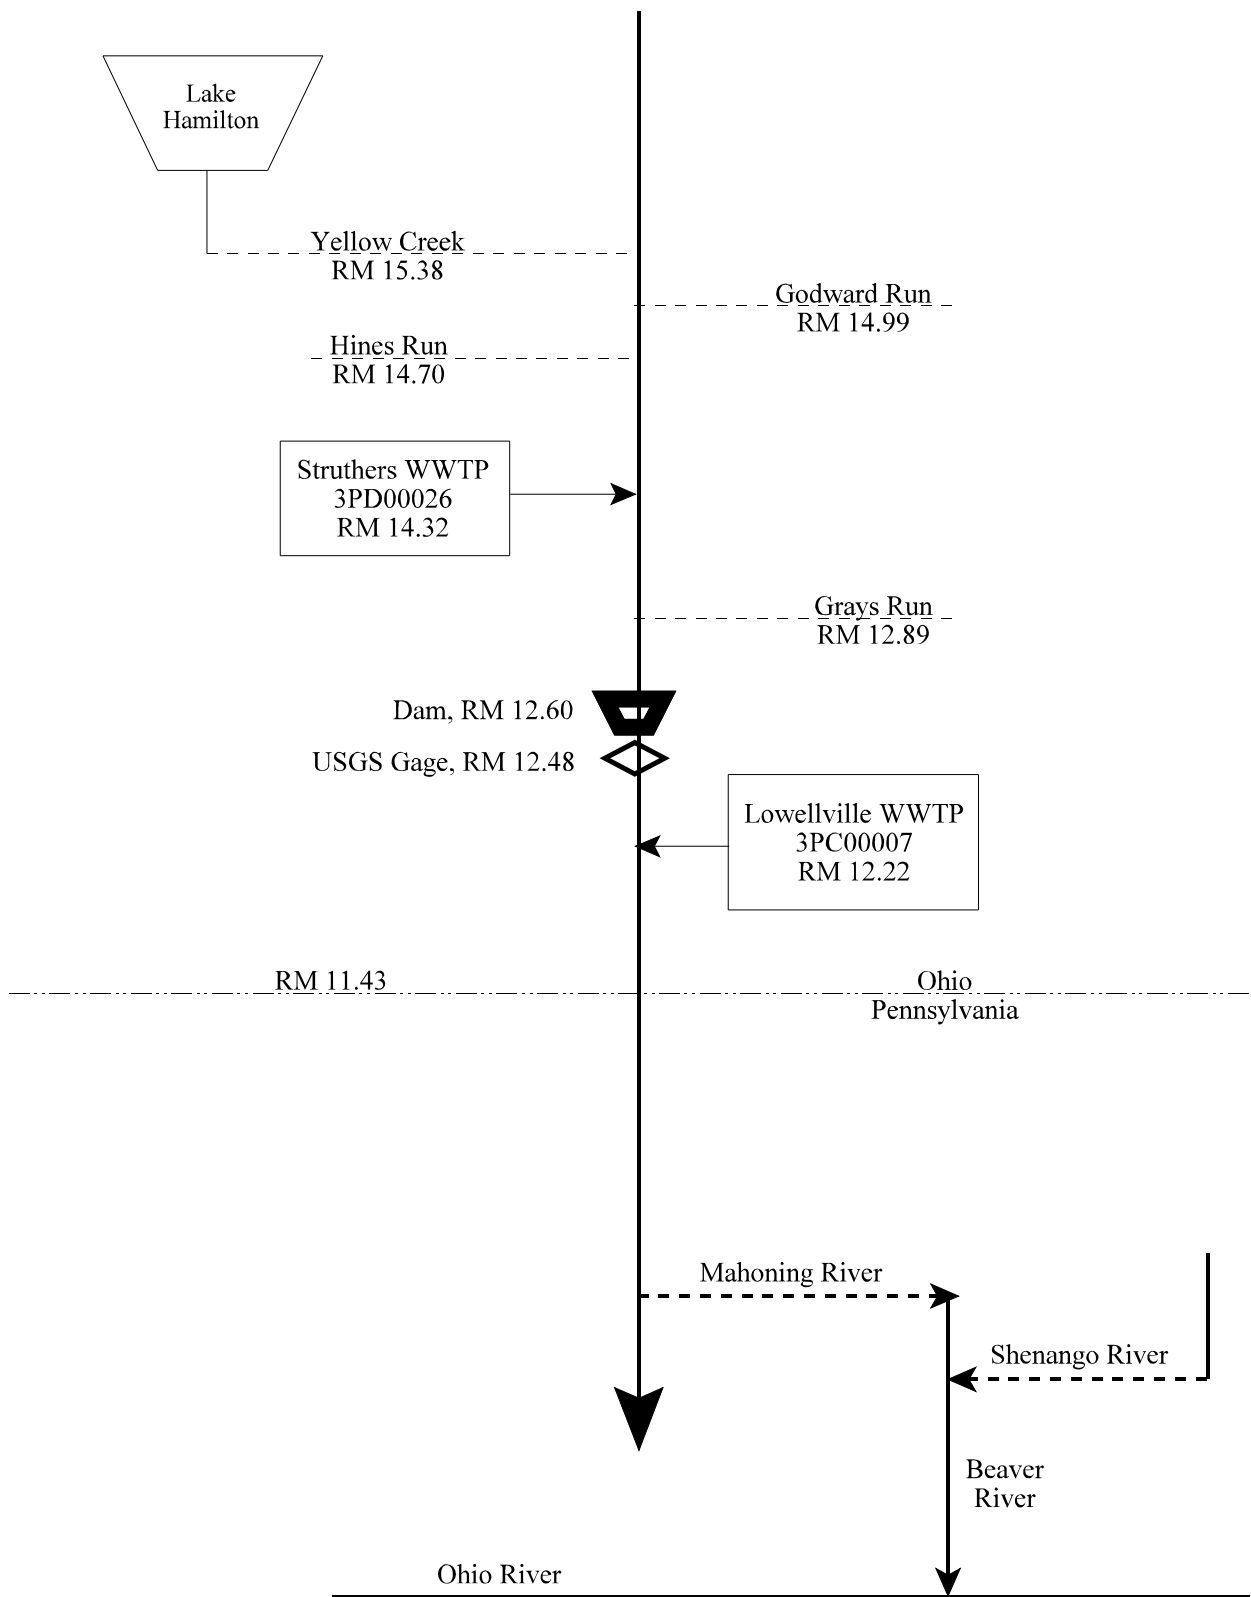 Lake
Hamilton
Yellow Creek
RM 15.38
Godward Run
RM 14.99
Hines Run
RM 14.70
Struthers WWTP
3PD00026
RM 14.32
Grays Run
RM 12.89
Dam, RM 12.60
USGS Gage, RM 12.48
Lowellville WWTP
3PC00007
RM 12.22
RM 11.43
Ohio
Pennsylvania
Mahoning River
Shenango River
Beaver
River
Ohio River